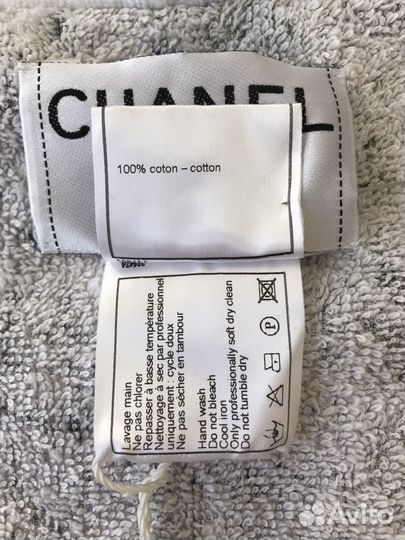 CHANEL
100% coton – cotton
Lavage main
Ne pas chlorer
Repasser à basse température
Nettoyage à sec par professionnel
uniquement : cycle doux
Ne pas sécher en tambour
Hand wash
Do not bleach
Cool iron
Only professionally soft dry clean
Do not tumble dry
P
Avito